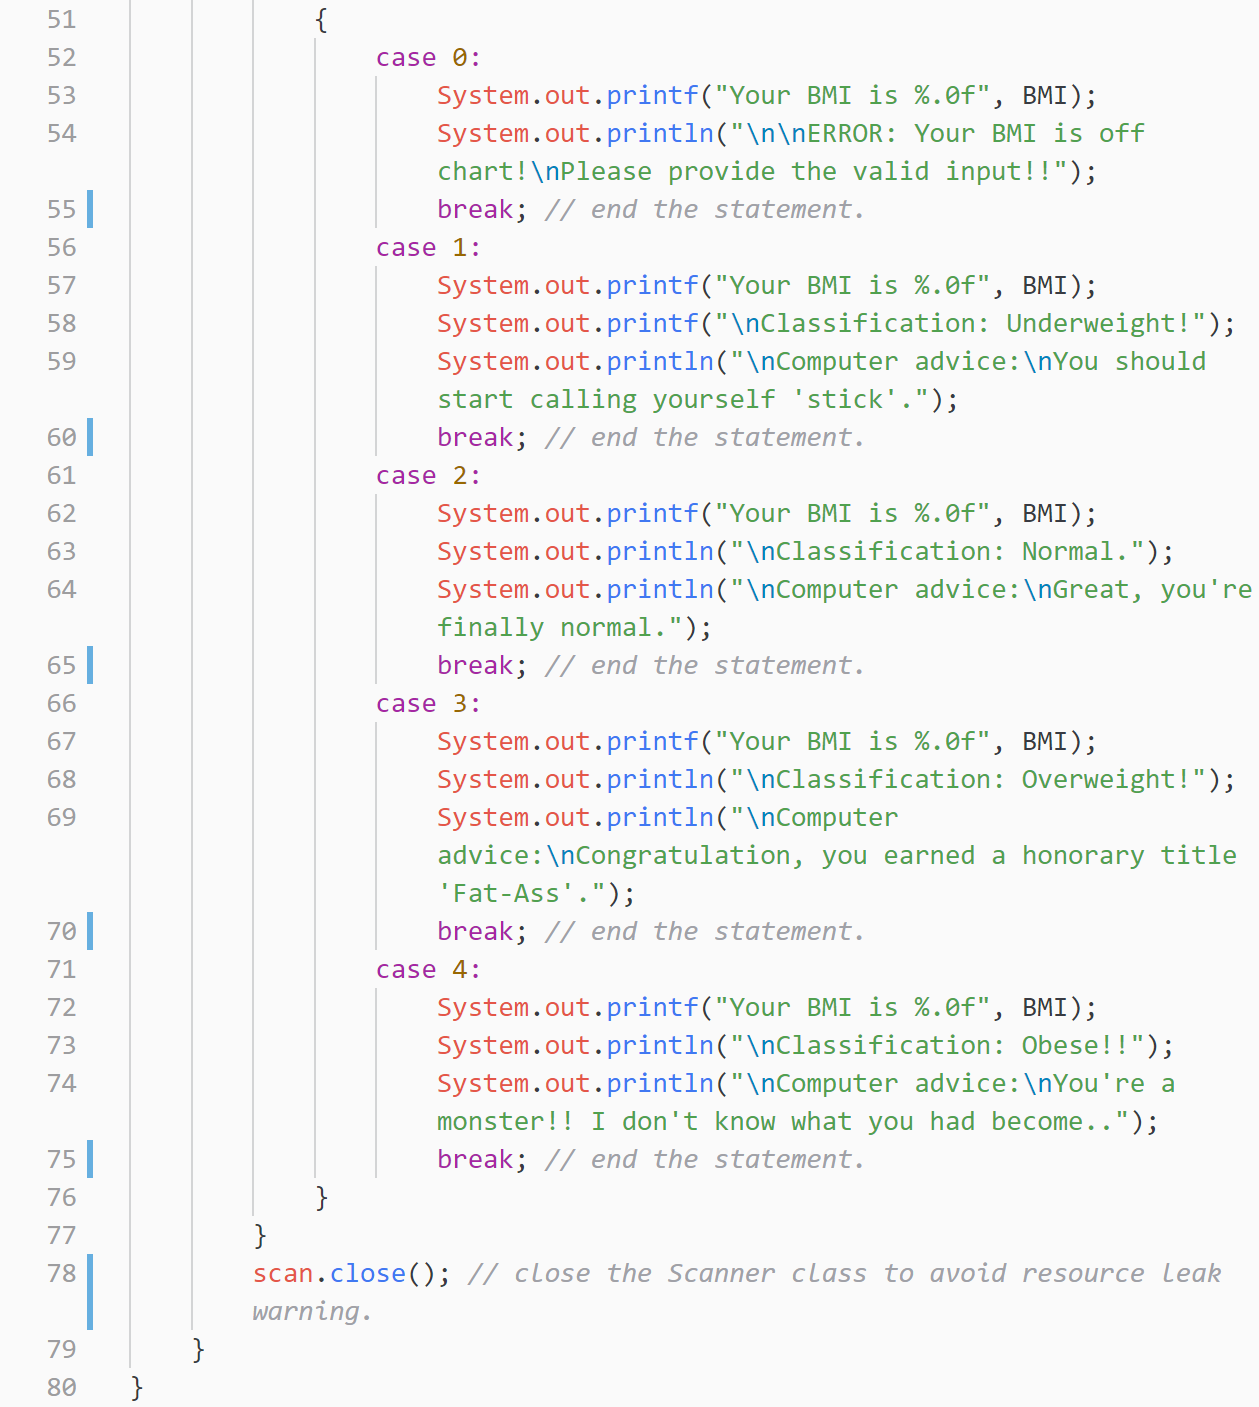 51 {
52 case 0:
53 System.out.printf("Your BMI is %.0f", BMI);
54 System.out.println("\n\nERROR: Your BMI is off
chart!\nPlease provide the valid input!!");
55 break; // end the statement.
56 case 1:
57 System.out.printf("Your BMI is %.0f", BMI);
58 System.out.printf("\nClassification: Underweight!");
59 System.out.println("\nComputer advice:\nYou should
start calling yourself 'stick'.");
60 break; // end the statement.
61 case 2:
62 System.out.printf("Your BMI is %.0f", BMI);
63 System.out.println("\nClassification: Normal.");
64 System.out.println("\nComputer advice:\nGreat, you're
finally normal.");
65 break; // end the statement.
66 case 3:
67 System.out.printf("Your BMI is %.0f", BMI);
68 System.out.println("\nClassification: Overweight!");
69 System.out.println("\nComputer
advice:\nCongratulation, you earned a honorary title
'Fat-Ass'.");
70 break; // end the statement.
71 case 4:
72 System.out.printf("Your BMI is %.0f", BMI);
73 System.out.println("\nClassification: Obese!!");
74 System.out.println("\nComputer advice:\nYou're a
monster!! I don't know what you had become..");
75 break; // end the statement.
76 }
77 }
78 scan.close(); // close the Scanner class to avoid resource leak
warning.
79 }
80 }